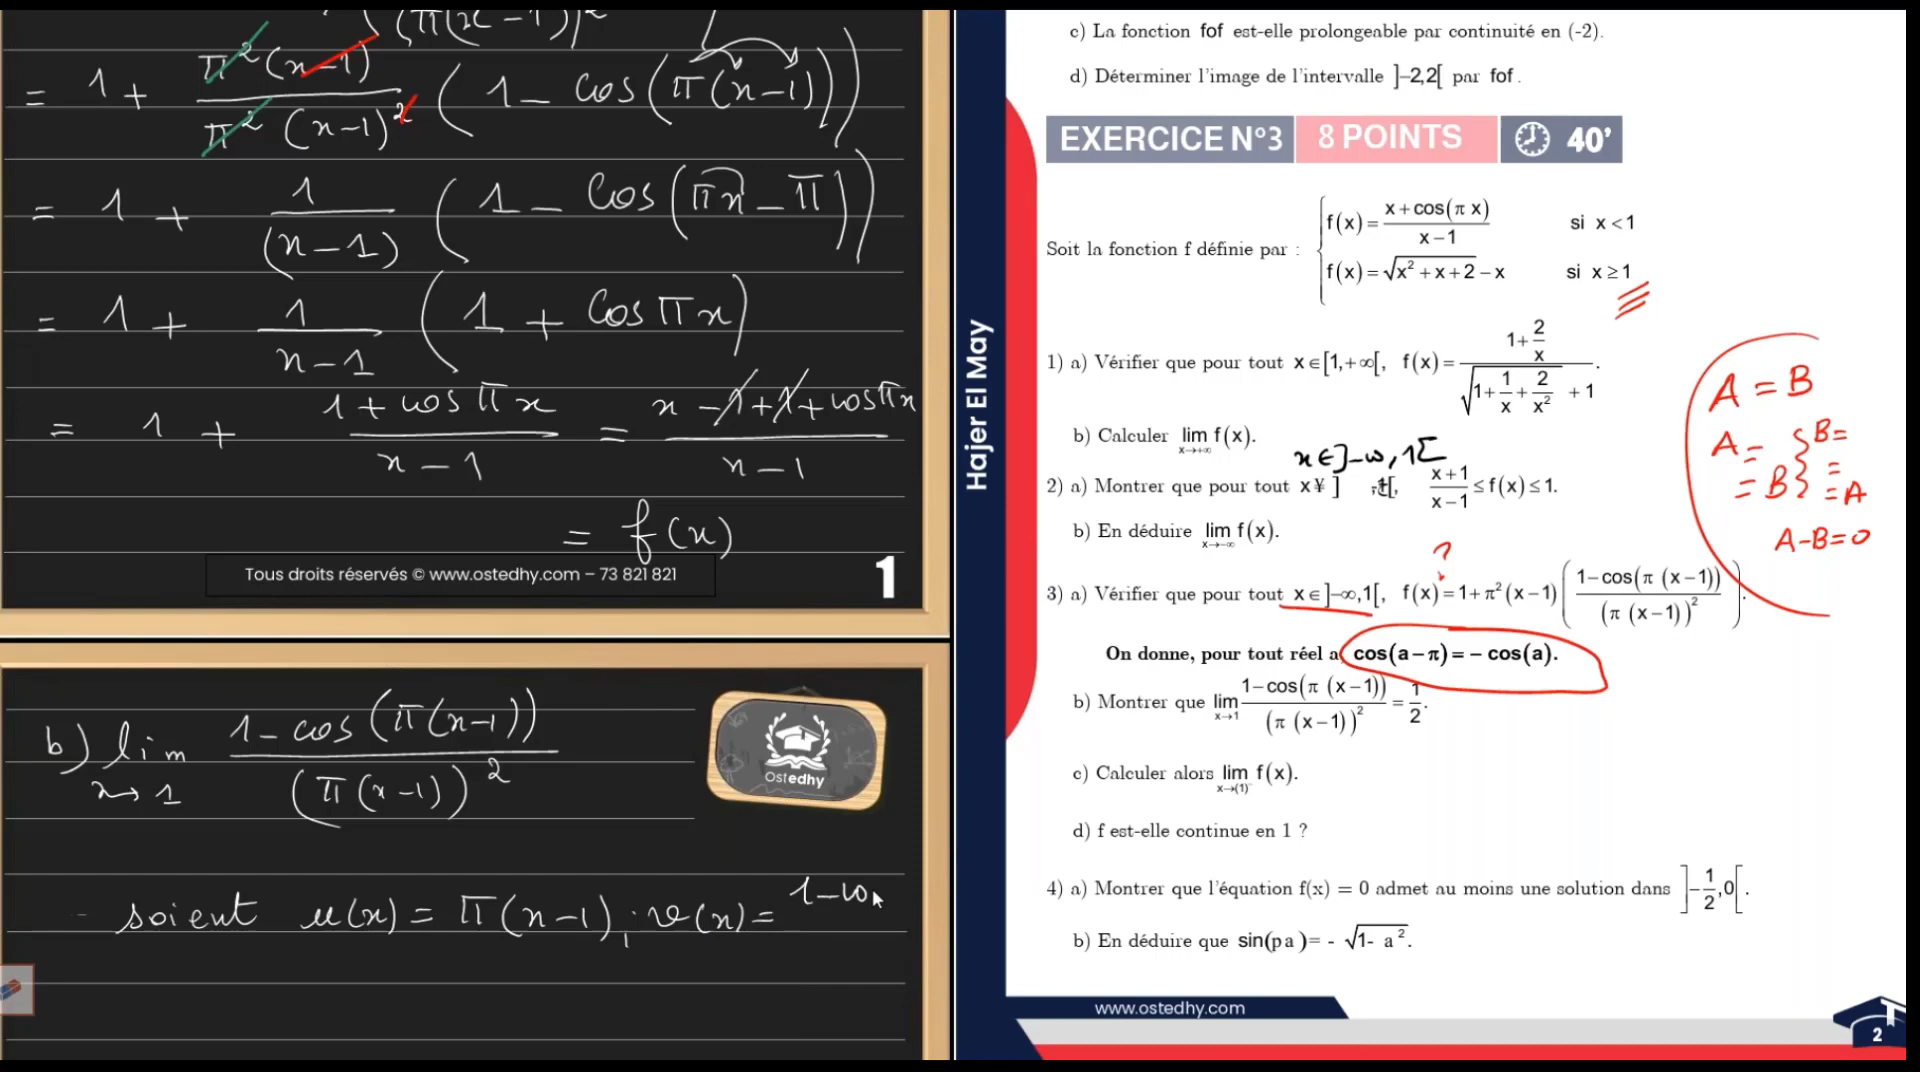 (π(x-1))²
= 1 + π²(x-1) / π²(x-1)² (1 - cos(π(x-1)))
= 1 + 1/(x-1) (1 - cos(πx - π))
= 1 + 1/(x-1) (1 + cos πx)
= 1 + (1 + cos πx)/(x-1) = (x - 1 + 1 + cos πx)/(x-1)
= f(x)
Tous droits réservés © www.ostedhy.com – 73 821 821
1
b) lim x→1 (1 - cos(π(x-1)))/(π(x-1))²
Ostedhy
soient u(x) = π(x-1); v(x) = 1-cos
Hajer El May
c) La fonction fof est-elle prolongeable par continuité en (-2).
d) Déterminer l'image de l'intervalle ]-2,2[ par fof.
EXERCICE N°3 8 POINTS 40'
Soit la fonction f définie par :
f(x) = (x+cos(π x))/(x-1) si x < 1
f(x) = √(x²+x+2) - x si x ≥ 1
1) a) Vérifier que pour tout x∈[1,+∞[, f(x) = (1+2/x)/(√(1+1/x+2/x²) + 1).
b) Calculer lim x→+∞ f(x).
x∈]-∞,1[
2) a) Montrer que pour tout x¥ ] ,1[, (x+1)/(x-1) ≤ f(x) ≤ 1.
b) En déduire lim x→-∞ f(x).
?
3) a) Vérifier que pour tout x∈]-∞,1[, f(x) = 1+π²(x-1)((1-cos(π (x-1)))/(π (x-1))²).
On donne, pour tout réel a, cos(a-π) = - cos(a).
b) Montrer que lim x→1 (1-cos(π (x-1)))/(π (x-1))² = 1/2.
c) Calculer alors lim x→(1)⁻ f(x).
d) f est-elle continue en 1 ?
4) a) Montrer que l'équation f(x) = 0 admet au moins une solution dans ]-1/2,0[.
b) En déduire que sin(pa) = - √(1- a²).
A = B
A = } B =
= B } =
= A
A-B=0
www.ostedhy.com
2